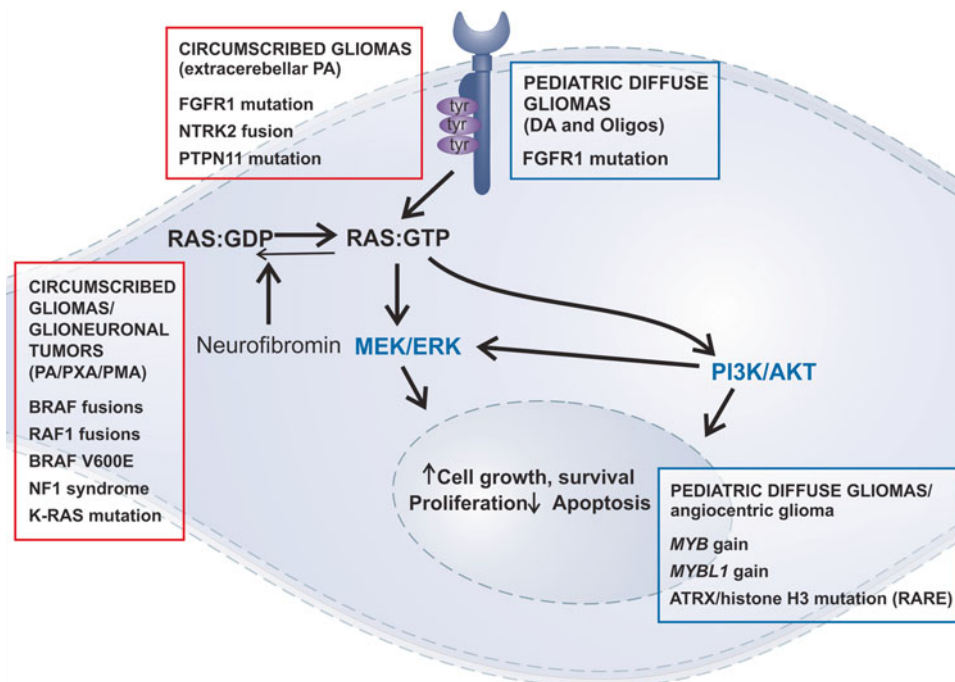 CIRCUMSCRIBED GLIOMAS
(extracerebellar PA)
FGFR1 mutation
NTRK2 fusion
PTPN11 mutation
tyr
tyr
tyr
PEDIATRIC DIFFUSE
GLIOMAS
(DA and Oligos)
FGFR1 mutation
RAS:GDP
RAS:GTP
CIRCUMSCRIBED
GLIOMAS/
GLIONEURONAL
TUMORS
(PA/PXA/PMA)
BRAF fusions
RAF1 fusions
BRAF V600E
NF1 syndrome
K-RAS mutation
Neurofibromin
MEK/ERK
PI3K/AKT
↑Cell growth, survival
Proliferation↓ Apoptosis
PEDIATRIC DIFFUSE GLIOMAS/
angiocentric glioma
MYB gain
MYBL1 gain
ATRX/histone H3 mutation (RARE)